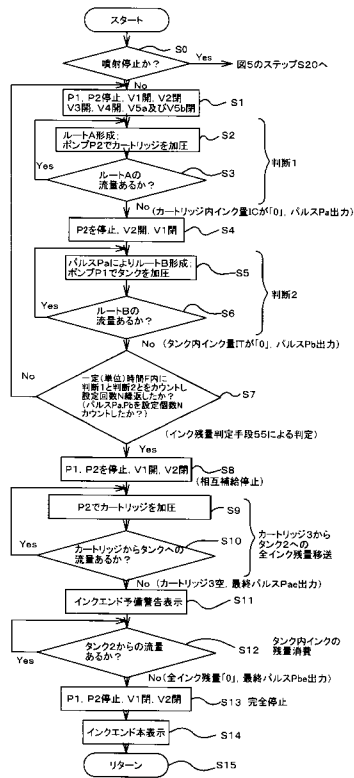 スタート
S0
噴射停止か?
Yes
図5のステップS20へ
No
P1, P2停止, V1開, V2閉
V3開, V4開, V5a及びV5b閉
S1
ルートA形成;
ポンプP2でカートリッジを加圧
S2
Yes
ルートAの
流量あるか?
S3
判断1
No (カートリッジ内インク量ICが「0」, パルスPa出力)
P2を停止, V2開, V1閉
S4
パルスPaによりルートB形成;
ポンプP1でタンクを加圧
S5
Yes
ルートBの
流量あるか?
S6
判断2
No (タンク内インク量ITが「0」, パルスPb出力)
No
一定(単位)時間F内に
判断1と判断2とをカウントし
設定回数N繰返したか?
(パルスPa,Pbを設定個数N
カウントしたか?)
S7
(インク残量判定手段55による判定)
Yes
P1, P2を停止, V1開, V2閉
S8
(相互補給停止)
P2でカートリッジを加圧
S9
Yes
カートリッジからタンクへの
流量あるか?
S10
カートリッジ3から
タンク2への
全インク残量移送
No (カートリッジ3空, 最終パルスPae出力)
インクエンド予備警告表示
S11
Yes
タンク2からの流量
あるか?
S12
タンク内インクの
残量消費
No(全インク残量「0」, 最終パルスPbe出力)
P1, P2停止, V1閉, V2閉
S13 完全停止
インクエンド本表示
S14
リターン
S15